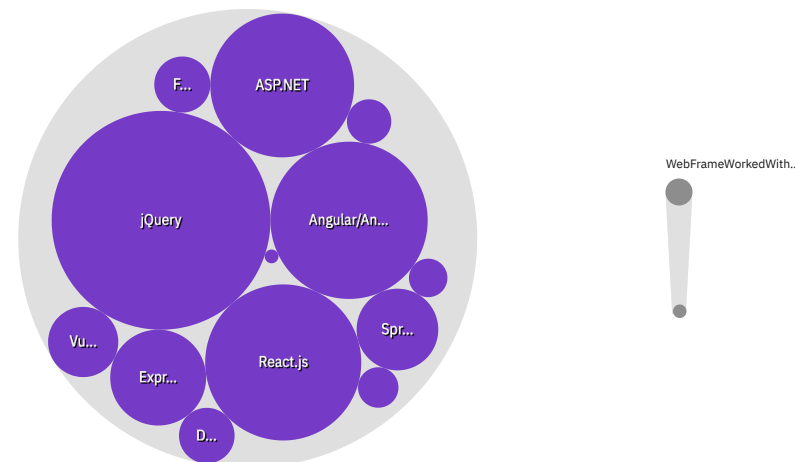 F...
ASP.NET
jQuery
Angular/An...
Vu...
Expr...
React.js
Spr...
D...
WebFrameWorkedWith..